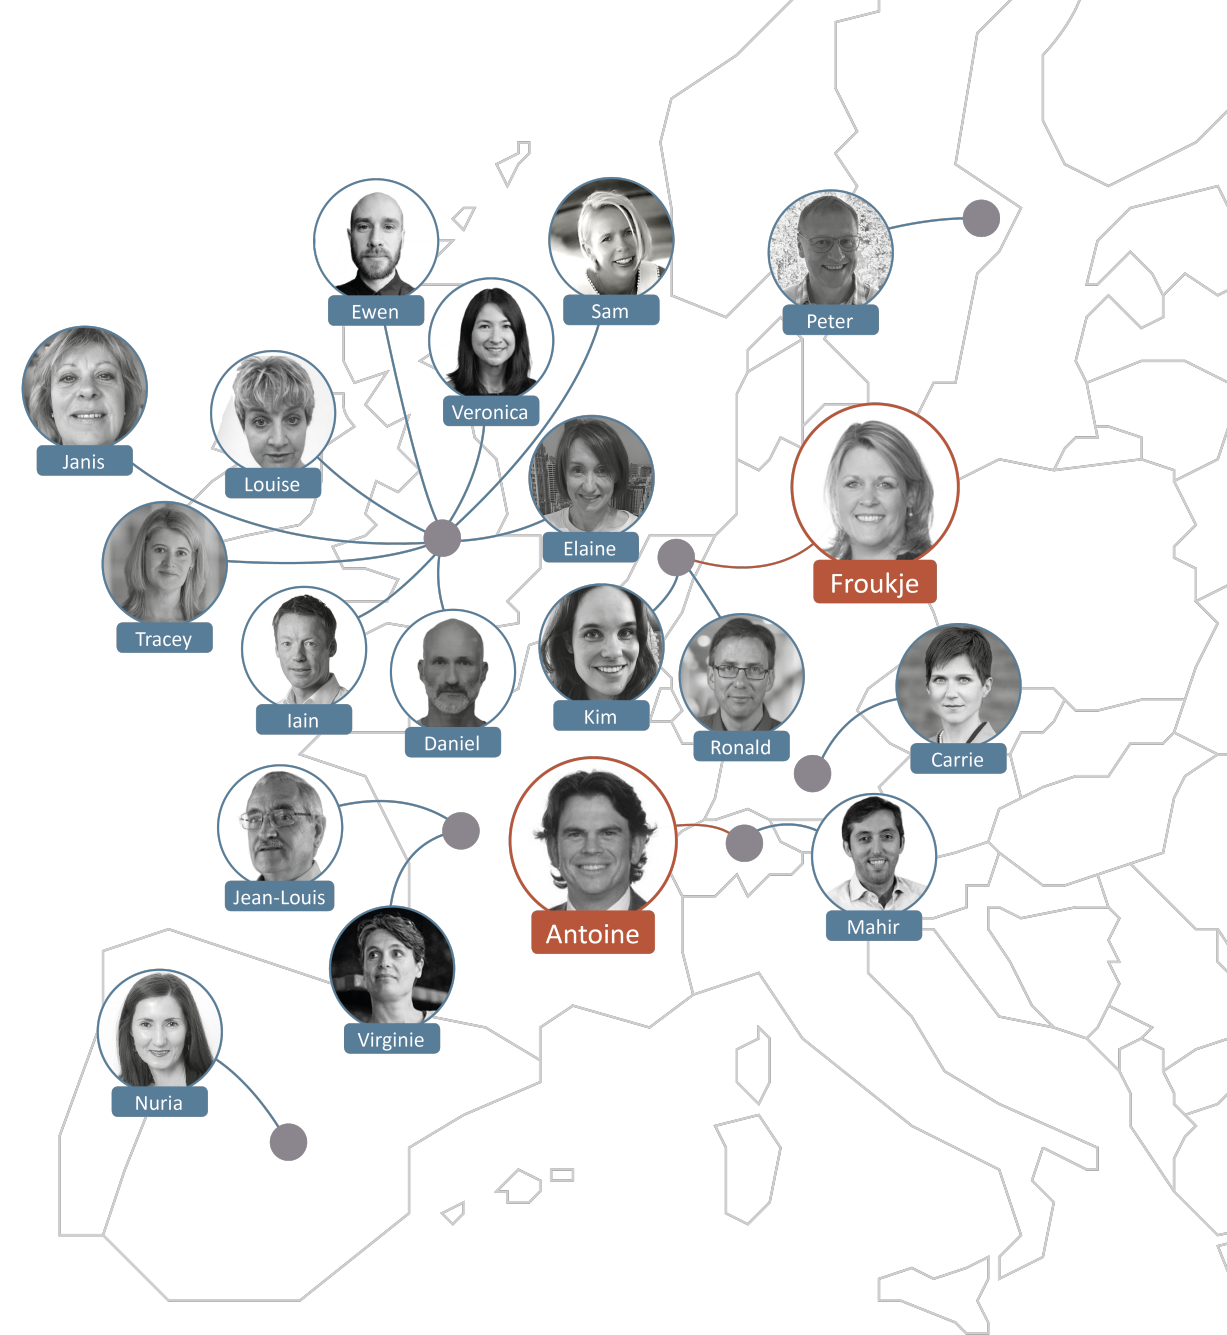 Ewen
Sam
Peter
Veronica
Janis
Louise
Elaine
Froukje
Tracey
Iain
Kim
Daniel
Ronald
Carrie
Jean-Louis
Antoine
Mahir
Virginie
Nuria